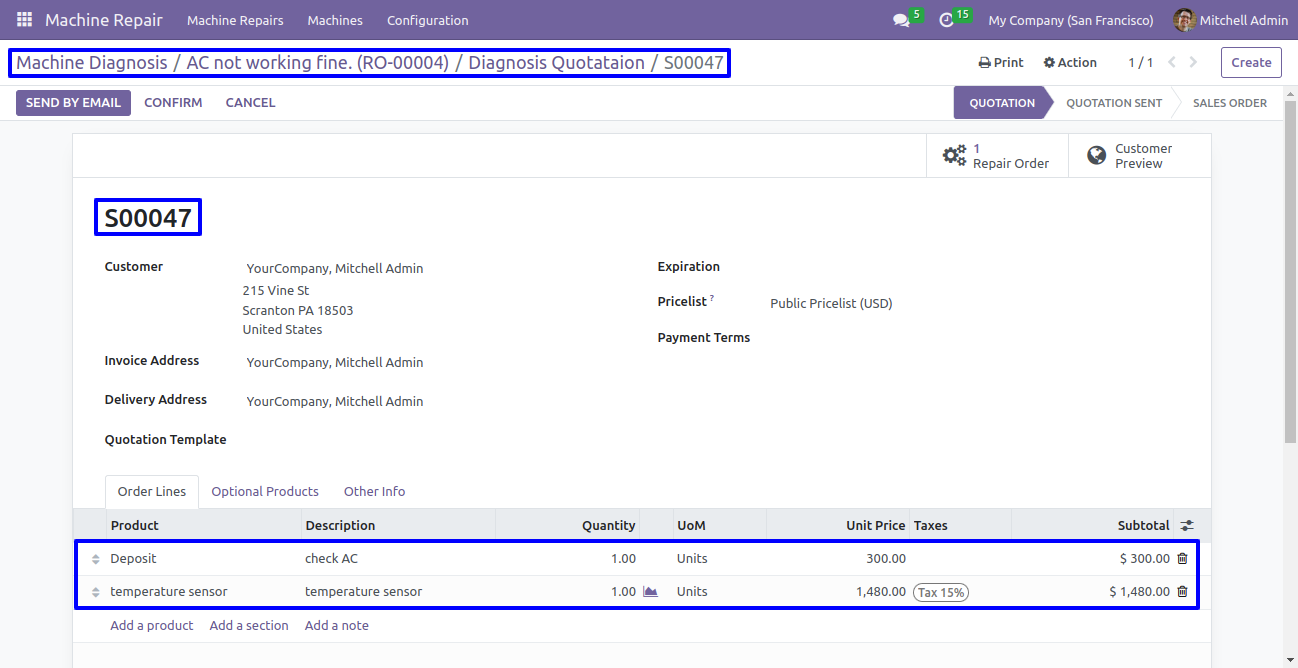 Machine Repair Machine Repairs Machines Configuration 5 15 My Company (San Francisco) Mitchell Admin
Machine Diagnosis / AC not working fine. (RO-00004) / Diagnosis Quotataion / S00047 Print Action 1 / 1 Create
SEND BY EMAIL CONFIRM CANCEL QUOTATION QUOTATION SENT SALES ORDER
1
Repair Order
Customer
Preview
S00047
Customer YourCompany, Mitchell Admin
215 Vine St
Scranton PA 18503
United States
Invoice Address YourCompany, Mitchell Admin
Delivery Address YourCompany, Mitchell Admin
Quotation Template
Expiration
Pricelist ? Public Pricelist (USD)
Payment Terms
Order Lines Optional Products Other Info
Product Description Quantity UoM Unit Price Taxes Subtotal
Deposit check AC 1.00 Units 300.00 $ 300.00
temperature sensor temperature sensor 1.00 Units 1,480.00 Tax 15% $ 1,480.00
Add a product Add a section Add a note